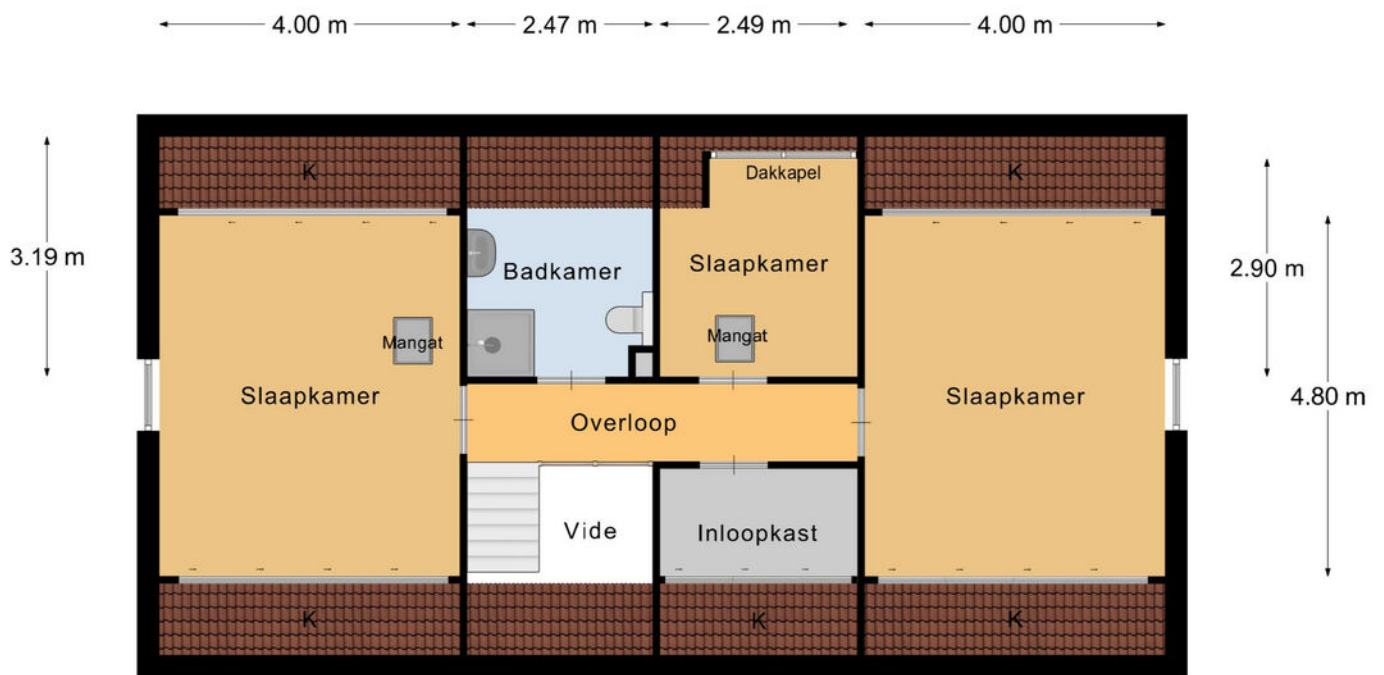 4.00 m 2.47 m 2.49 m 4.00 m
K K
Dakkapel
3.19 m Badkamer Slaapkamer 2.90 m
Mangat Mangat
Slaapkamer Slaapkamer 4.80 m
Overloop
Vide Inloopkast
K K K